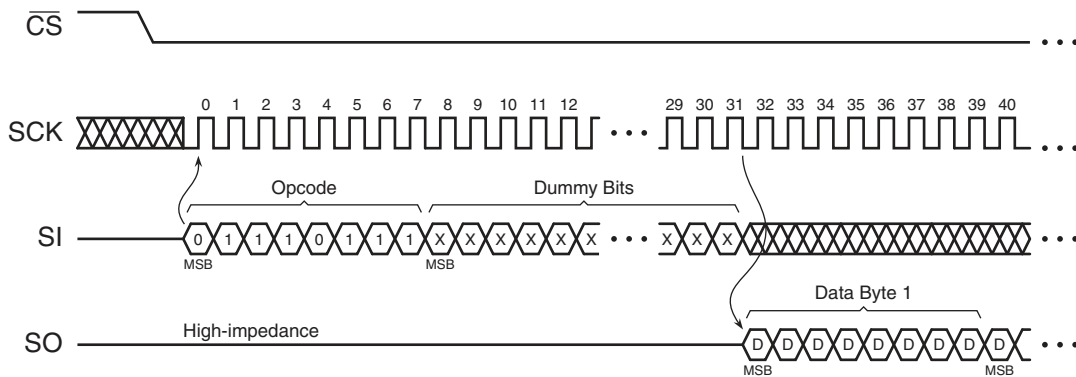 CS
0 1 2 3 4 5 6 7 8 9 10 11 12 29 30 31 32 33 34 35 36 37 38 39 40
SCK
Opcode Dummy Bits
SI 0 1 1 1 0 1 1 1 X X X X X X X X X
MSB MSB
Data Byte 1
High-impedance
SO D D D D D D D D D
MSB MSB